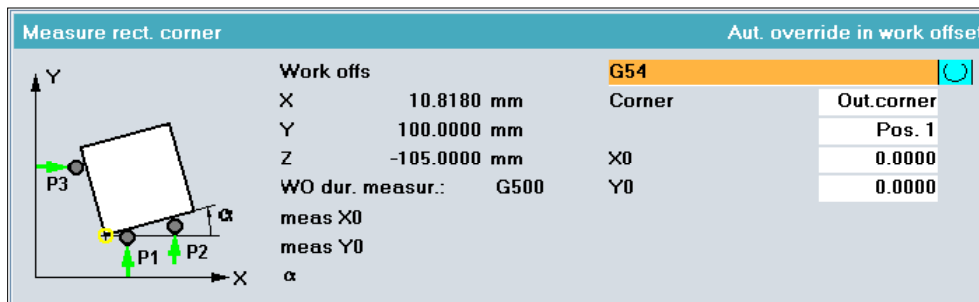 Measure rect. corner Aut. override in work offset
Y
Work offs G54
X 10.8180 mm Corner Out.corner
Y 100.0000 mm Pos. 1
Z -105.0000 mm X0 0.0000
P3
WO dur. measur.: G500 Y0 0.0000
α
meas X0
P1 P2
meas Y0
X
α